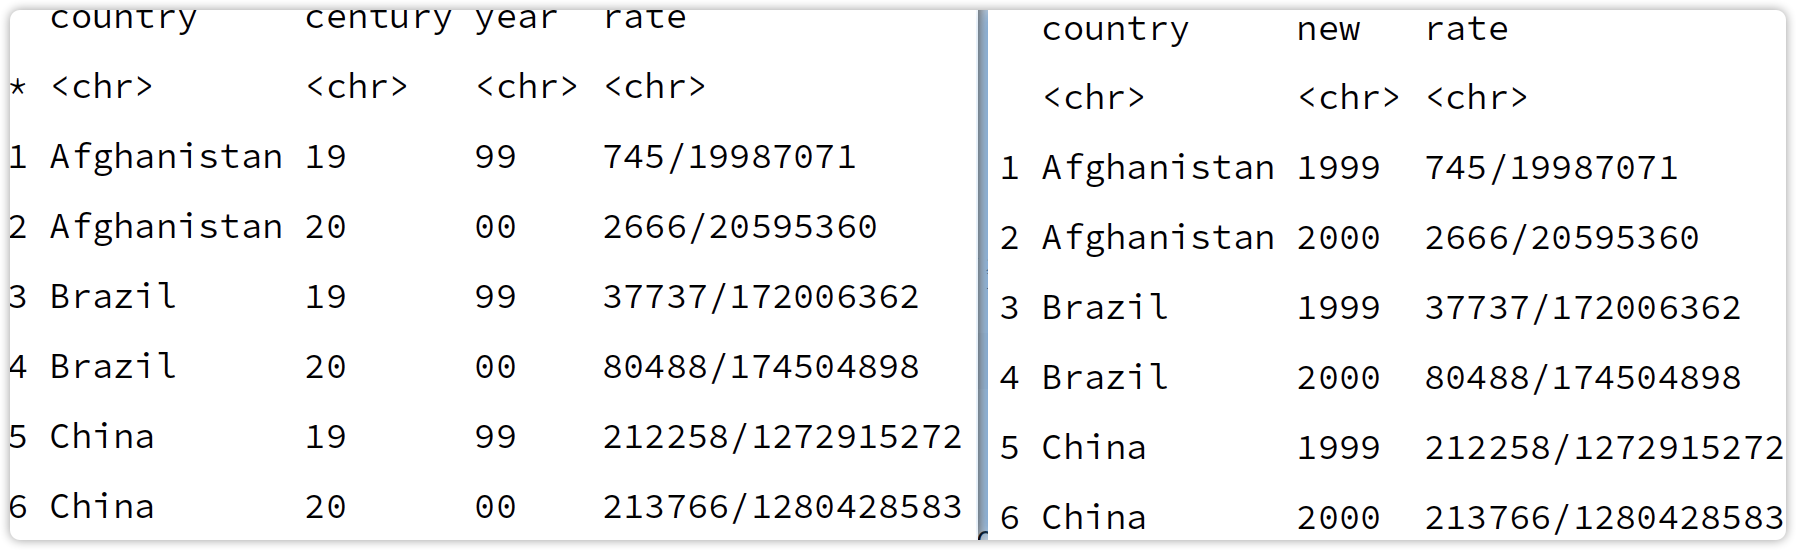 country century year rate
* <chr> <chr> <chr> <chr>
1 Afghanistan 19 99 745/19987071
2 Afghanistan 20 00 2666/20595360
3 Brazil 19 99 37737/172006362
4 Brazil 20 00 80488/174504898
5 China 19 99 212258/1272915272
6 China 20 00 213766/1280428583
country new rate
<chr> <chr> <chr>
1 Afghanistan 1999 745/19987071
2 Afghanistan 2000 2666/20595360
3 Brazil 1999 37737/172006362
4 Brazil 2000 80488/174504898
5 China 1999 212258/1272915272
6 China 2000 213766/1280428583